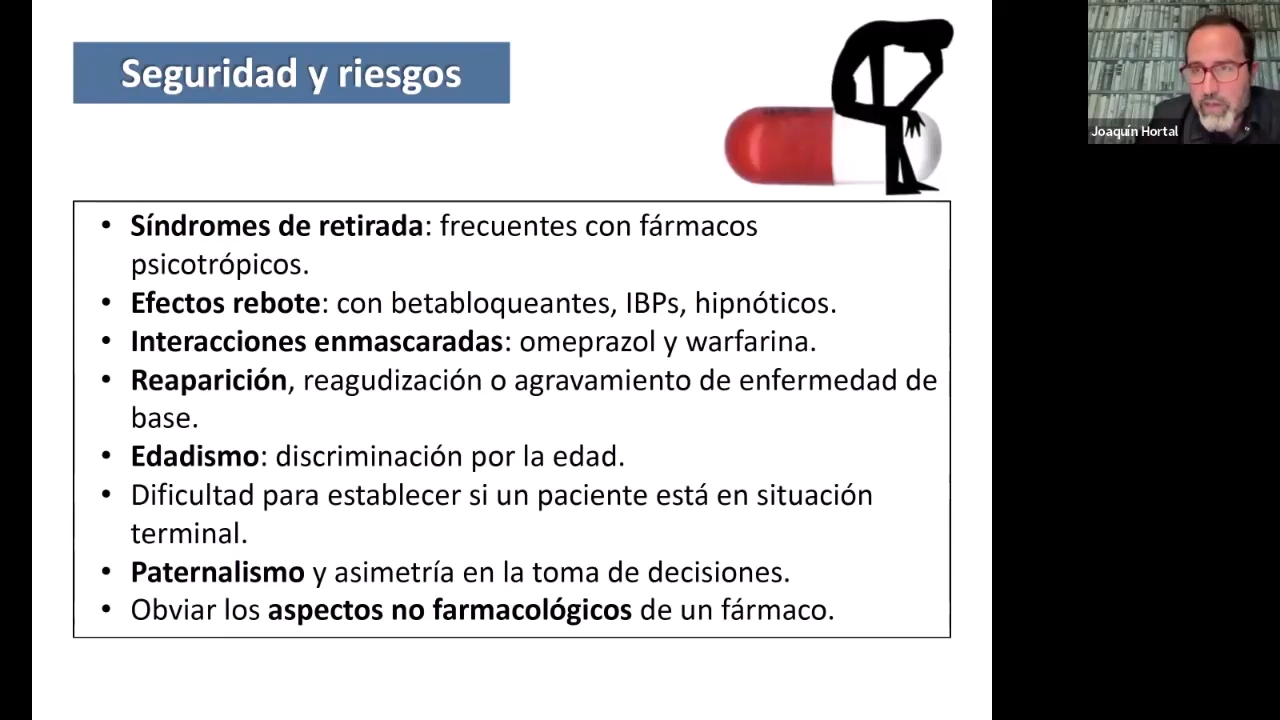 Seguridad y riesgos
Joaquín Hortal
• Síndromes de retirada: frecuentes con fármacos
psicotrópicos.
• Efectos rebote: con betabloqueantes, IBPs, hipnóticos.
• Interacciones enmascaradas: omeprazol y warfarina.
• Reaparición, reagudización o agravamiento de enfermedad de
base.
• Edadismo: discriminación por la edad.
• Dificultad para establecer si un paciente está en situación
terminal.
• Paternalismo y asimetría en la toma de decisiones.
• Obviar los aspectos no farmacológicos de un fármaco.